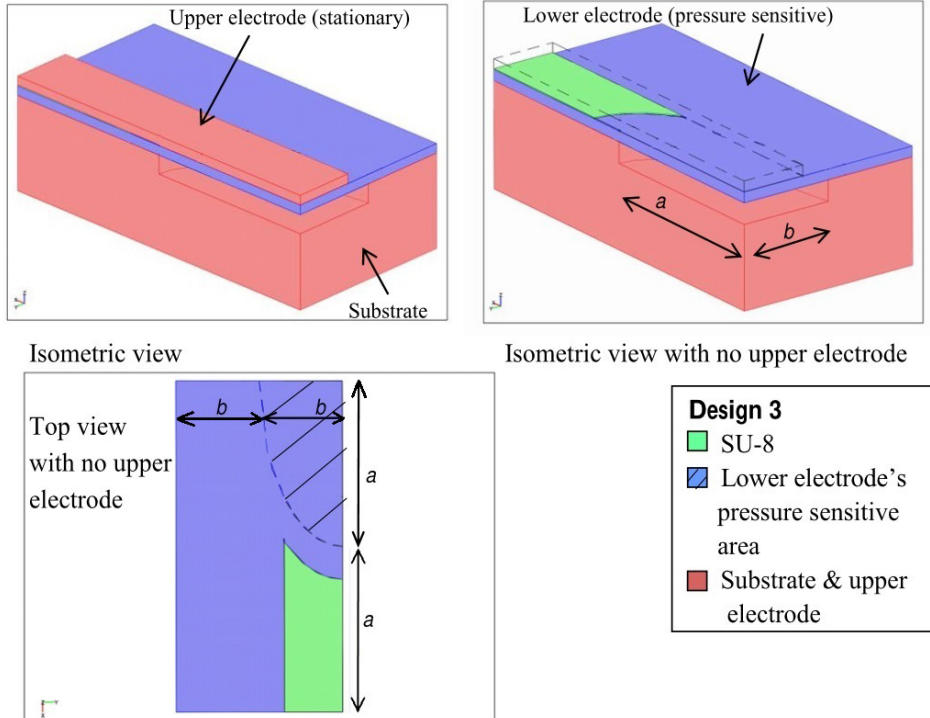 Upper electrode (stationary)
Substrate
Lower electrode (pressure sensitive)
a
b
Isometric view
Isometric view with no upper electrode
Top view
with no upper
electrode
b
b
a
a
Design 3
SU-8
Lower electrode's
pressure sensitive
area
Substrate & upper
electrode